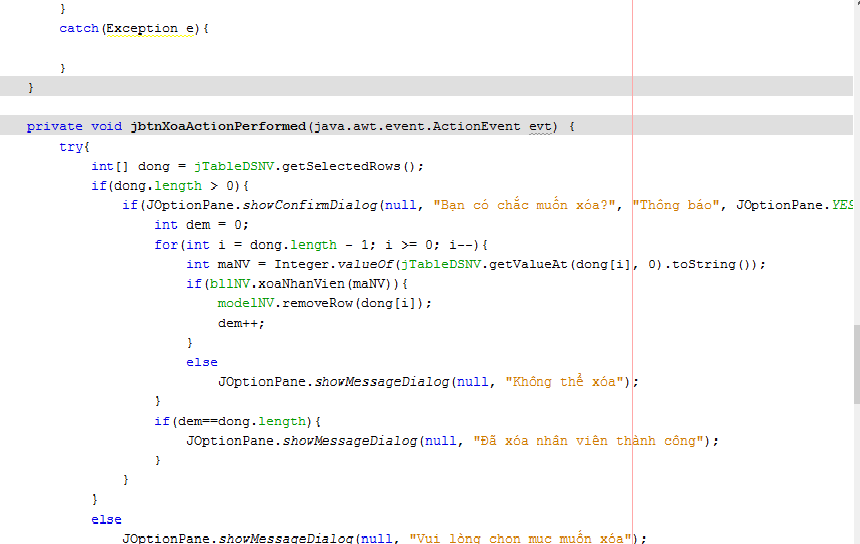 }
catch(Exception e){
}
}
private void jbtnXoaActionPerformed(java.awt.event.ActionEvent evt) {
try{
int[] dong = jTableDSNV.getSelectedRows();
if(dong.length > 0){
if(JOptionPane.showConfirmDialog(null, "Bạn có chắc muốn xóa?", "Thông báo", JOptionPane.YES
int dem = 0;
for(int i = dong.length - 1; i >= 0; i--){
int maNV = Integer.valueOf(jTableDSNV.getValueAt(dong[i], 0).toString());
if(bllNV.xoaNhanVien(maNV)){
modelNV.removeRow(dong[i]);
dem++;
}
else
JOptionPane.showMessageDialog(null, "Không thể xóa");
}
if(dem==dong.length){
JOptionPane.showMessageDialog(null, "Đã xóa nhân viên thành công");
}
}
}
else
JOptionPane.showMessageDialog(null, "Vui lòng chọn mục muốn xóa");